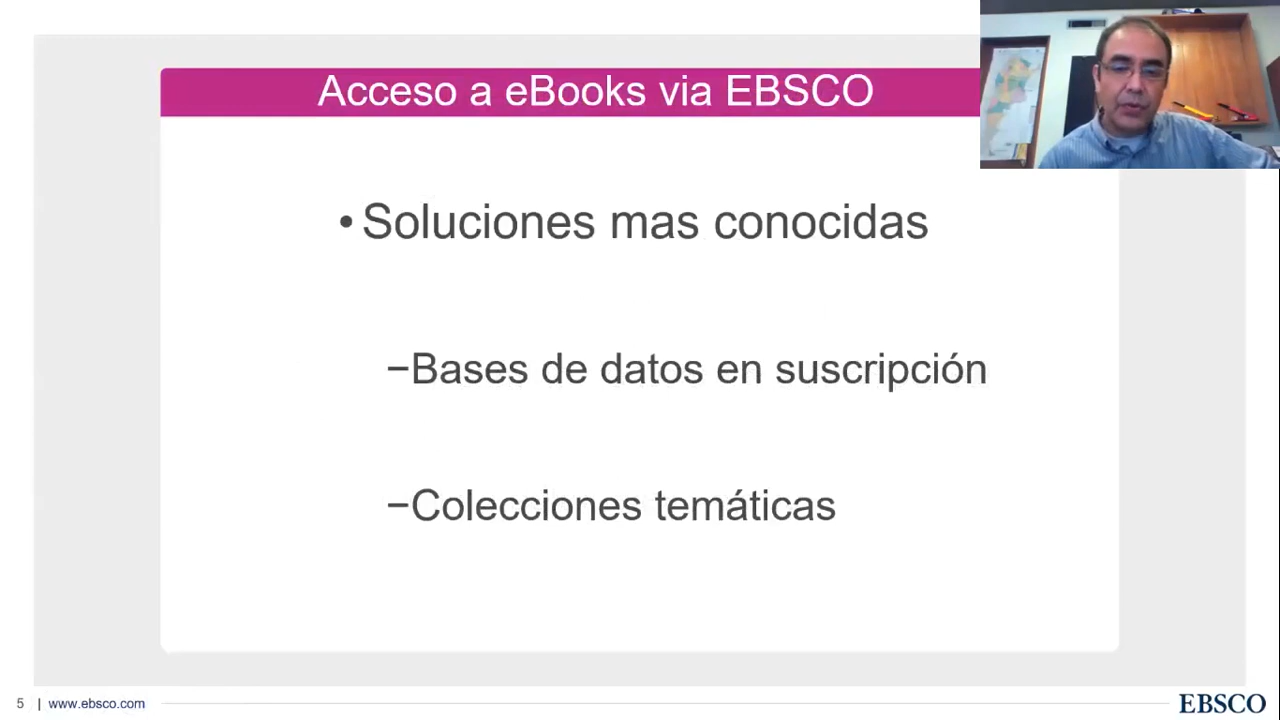 Acceso a eBooks via EBSCO
• Soluciones mas conocidas
–Bases de datos en suscripción
–Colecciones temáticas
5 | www.ebsco.com
EBSCO